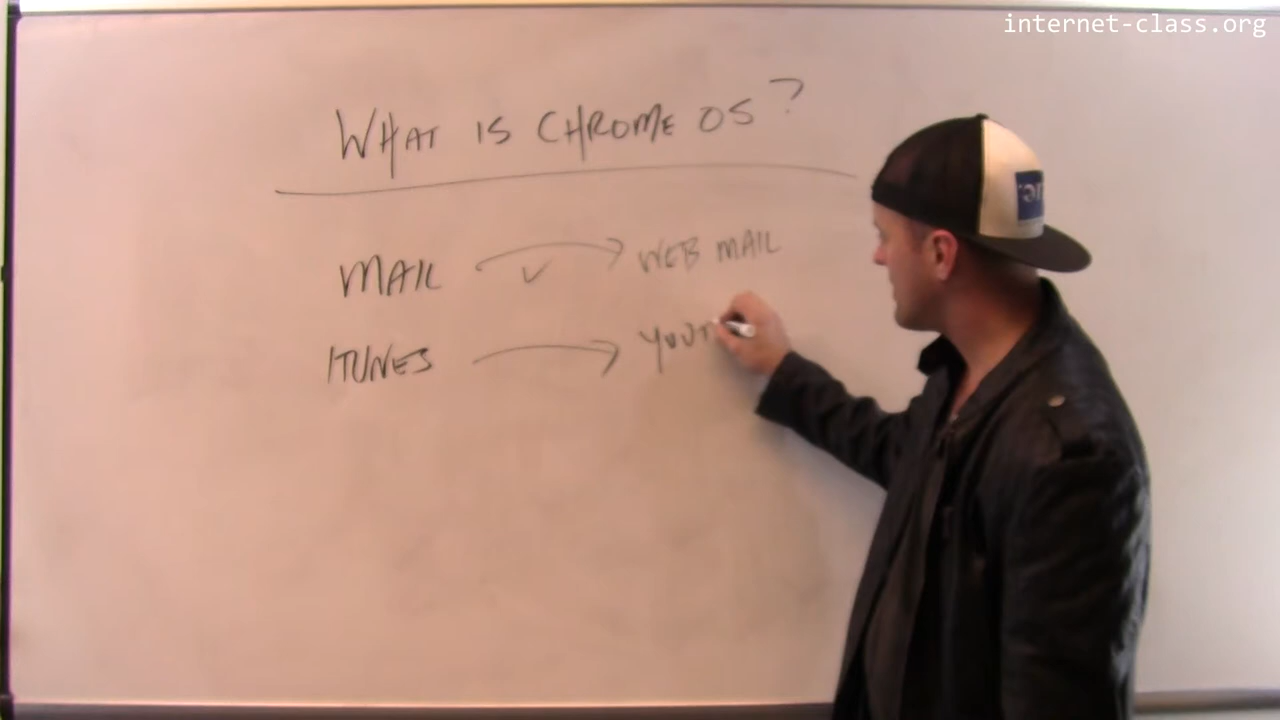 internet-class.org
WHAT IS CHROME OS?
MAIL → WEB MAIL
ITUNES → YOUT